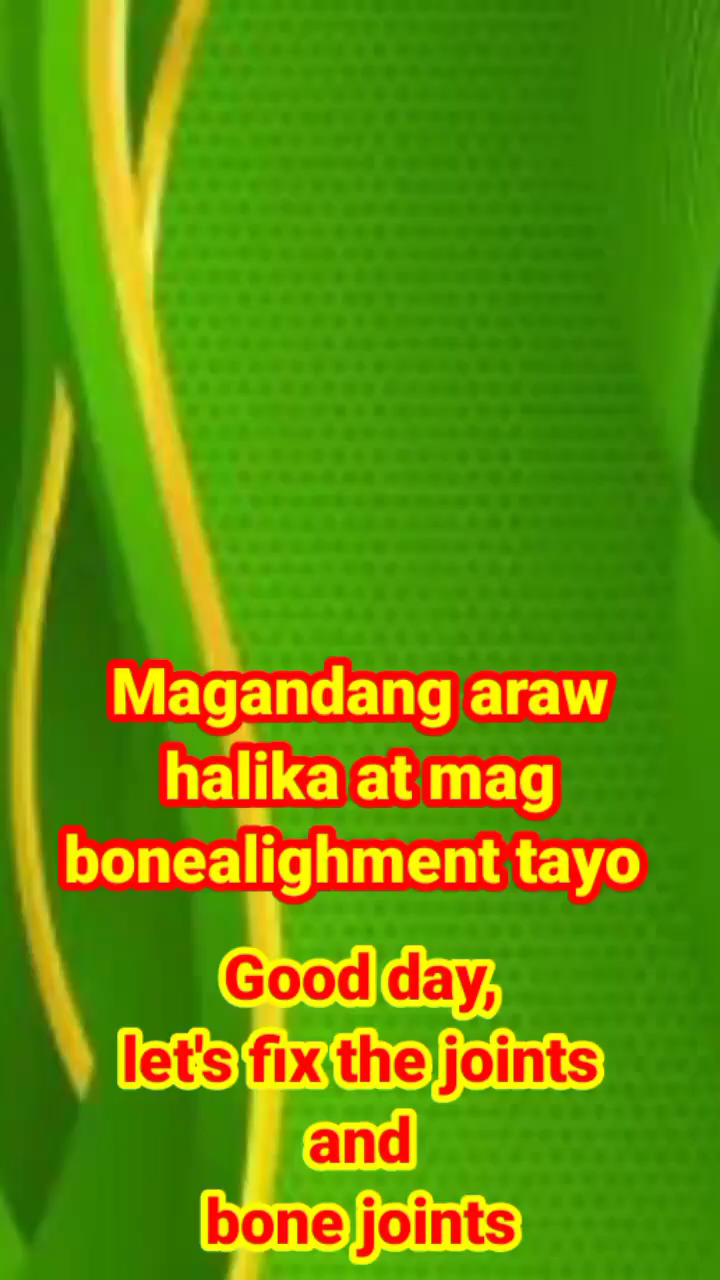 Magandang araw
halika at mag
bonealighment tayo
Good day,
let's fix the joints
and
bone joints